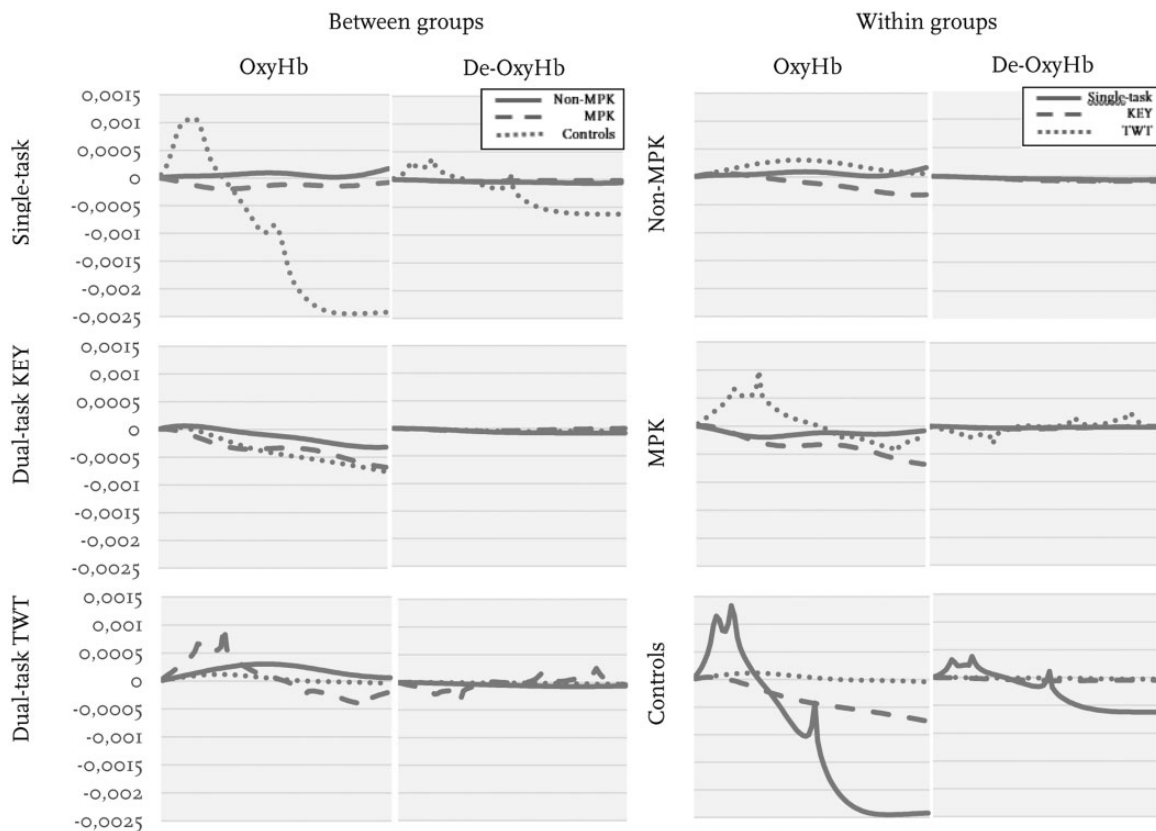 Between groups
Within groups
OxyHb
De-OxyHb
OxyHb
De-OxyHb
Single-task
0,0015
0,001
0,0005
0
-0,0005
-0,001
-0,0015
-0,002
-0,0025
Non-MPK
MPK
Controls
Non-MPK
Single-task
KEY
TWT
Dual-task KEY
0,0015
0,001
0,0005
0
-0,0005
-0,001
-0,0015
-0,002
-0,0025
MPK
Dual-task TWT
0,0015
0,001
0,0005
0
-0,0005
-0,001
-0,0015
-0,002
-0,0025
Controls